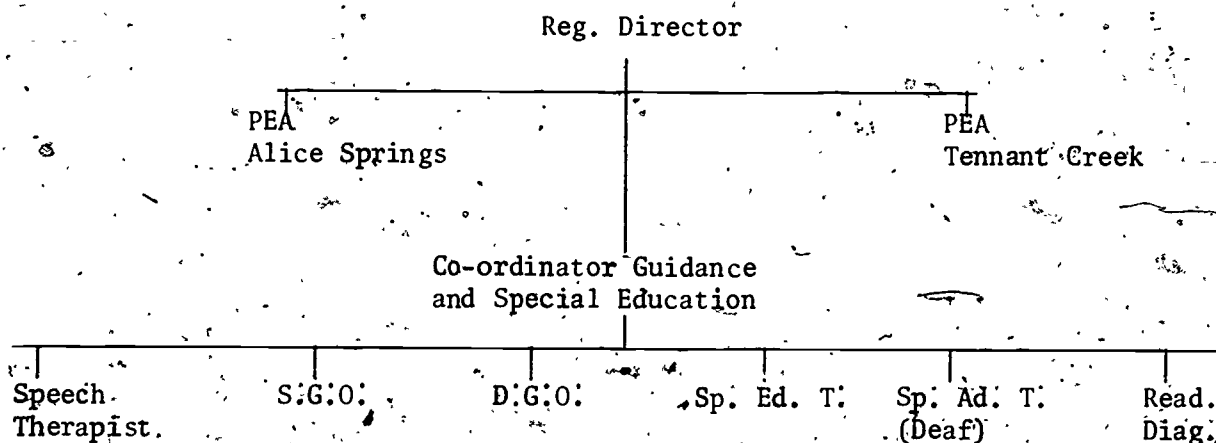 Reg. Director
PEA
Alice Springs
PEA
Tennant Creek
Co-ordinator Guidance
and Special Education
Speech
Therapist.
S.G.O.
D.G.O.
Sp. Ed. T.
Sp. Ad. T.
(Deaf)
Read.
Diag.